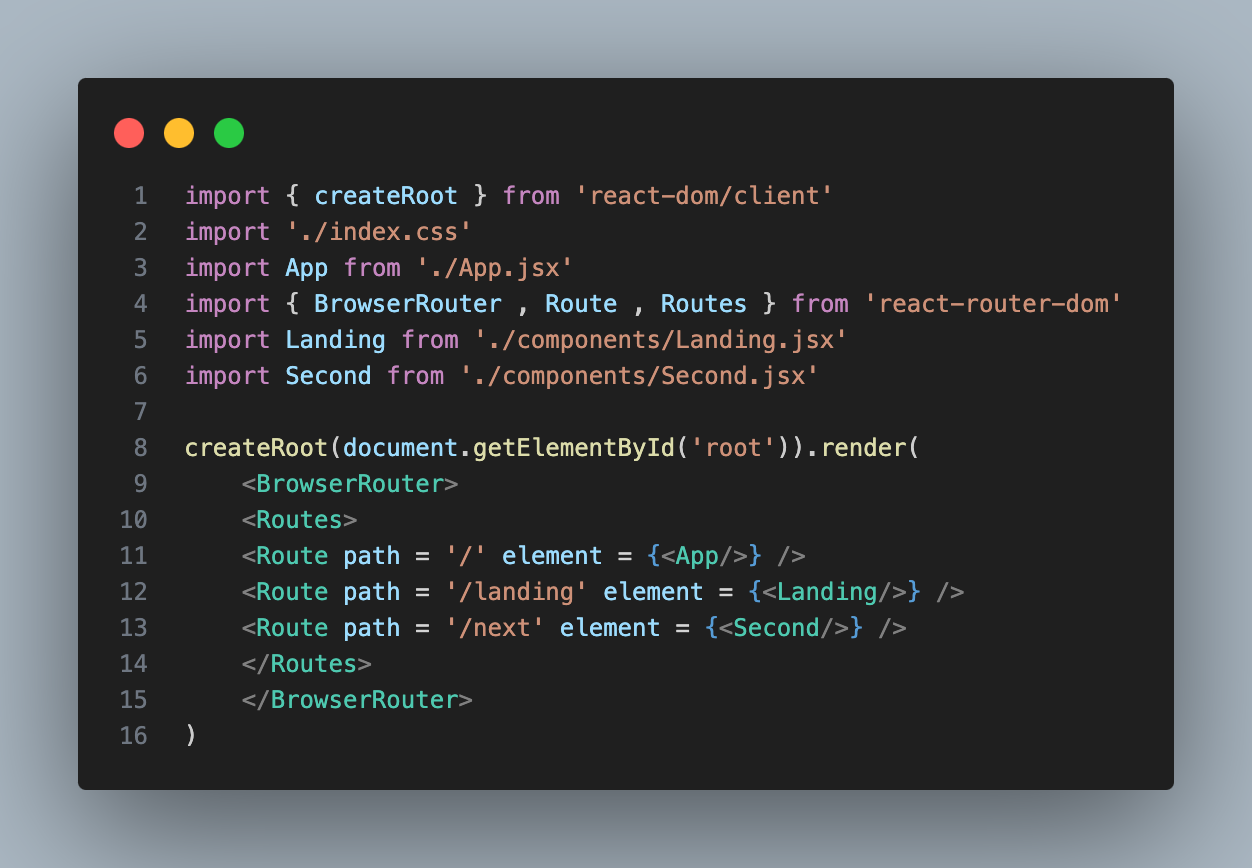 1 import { createRoot } from 'react-dom/client'
2 import './index.css'
3 import App from './App.jsx'
4 import { BrowserRouter , Route , Routes } from 'react-router-dom'
5 import Landing from './components/Landing.jsx'
6 import Second from './components/Second.jsx'
7
8 createRoot(document.getElementById('root')).render(
9     <BrowserRouter>
10     <Routes>
11     <Route path = '/' element = {<App/>} />
12     <Route path = '/landing' element = {<Landing/>} />
13     <Route path = '/next' element = {<Second/>} />
14     </Routes>
15     </BrowserRouter>
16 )